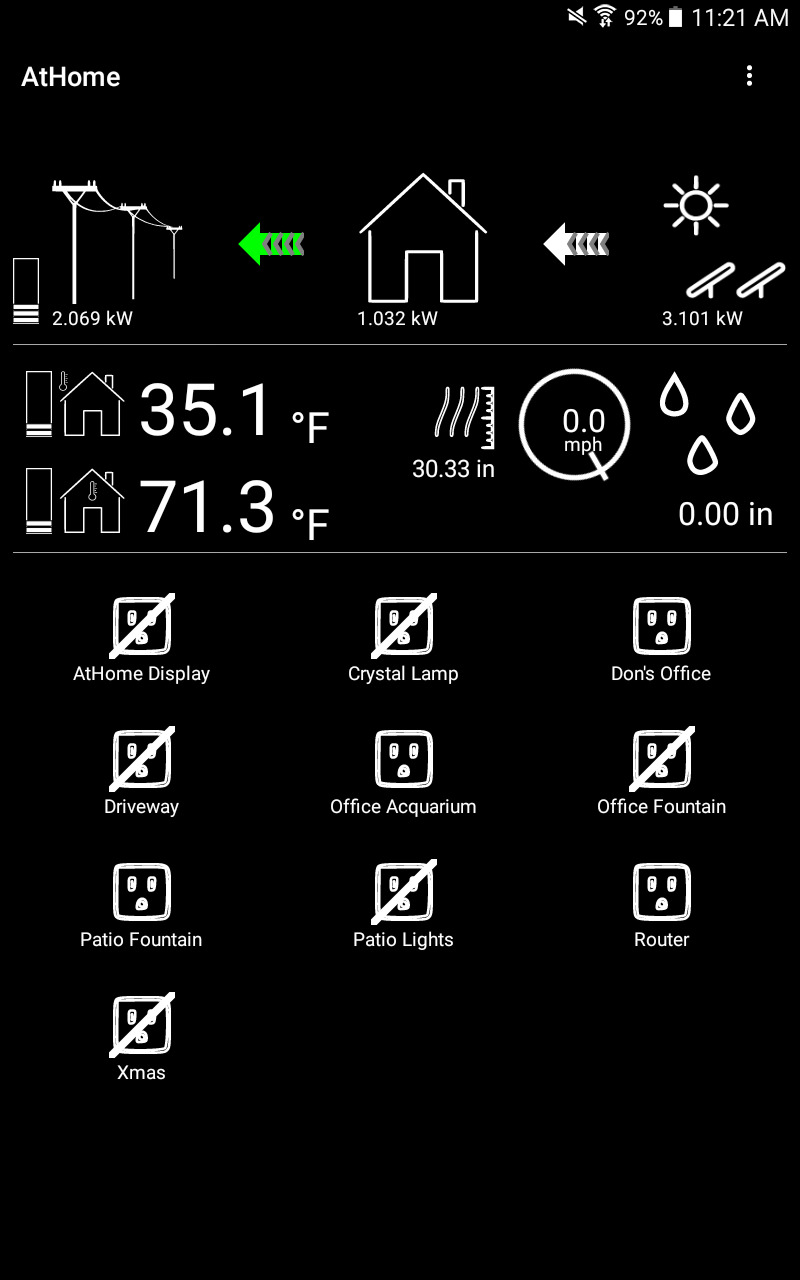 92% 11:21 AM
AtHome
2.069 kW 1.032 kW 3.101 kW
35.1 °F
0.0
mph
30.33 in
71.3 °F
0.00 in
AtHome Display Crystal Lamp Don's Office
Driveway Office Acquarium Office Fountain
Patio Fountain Patio Lights Router
Xmas